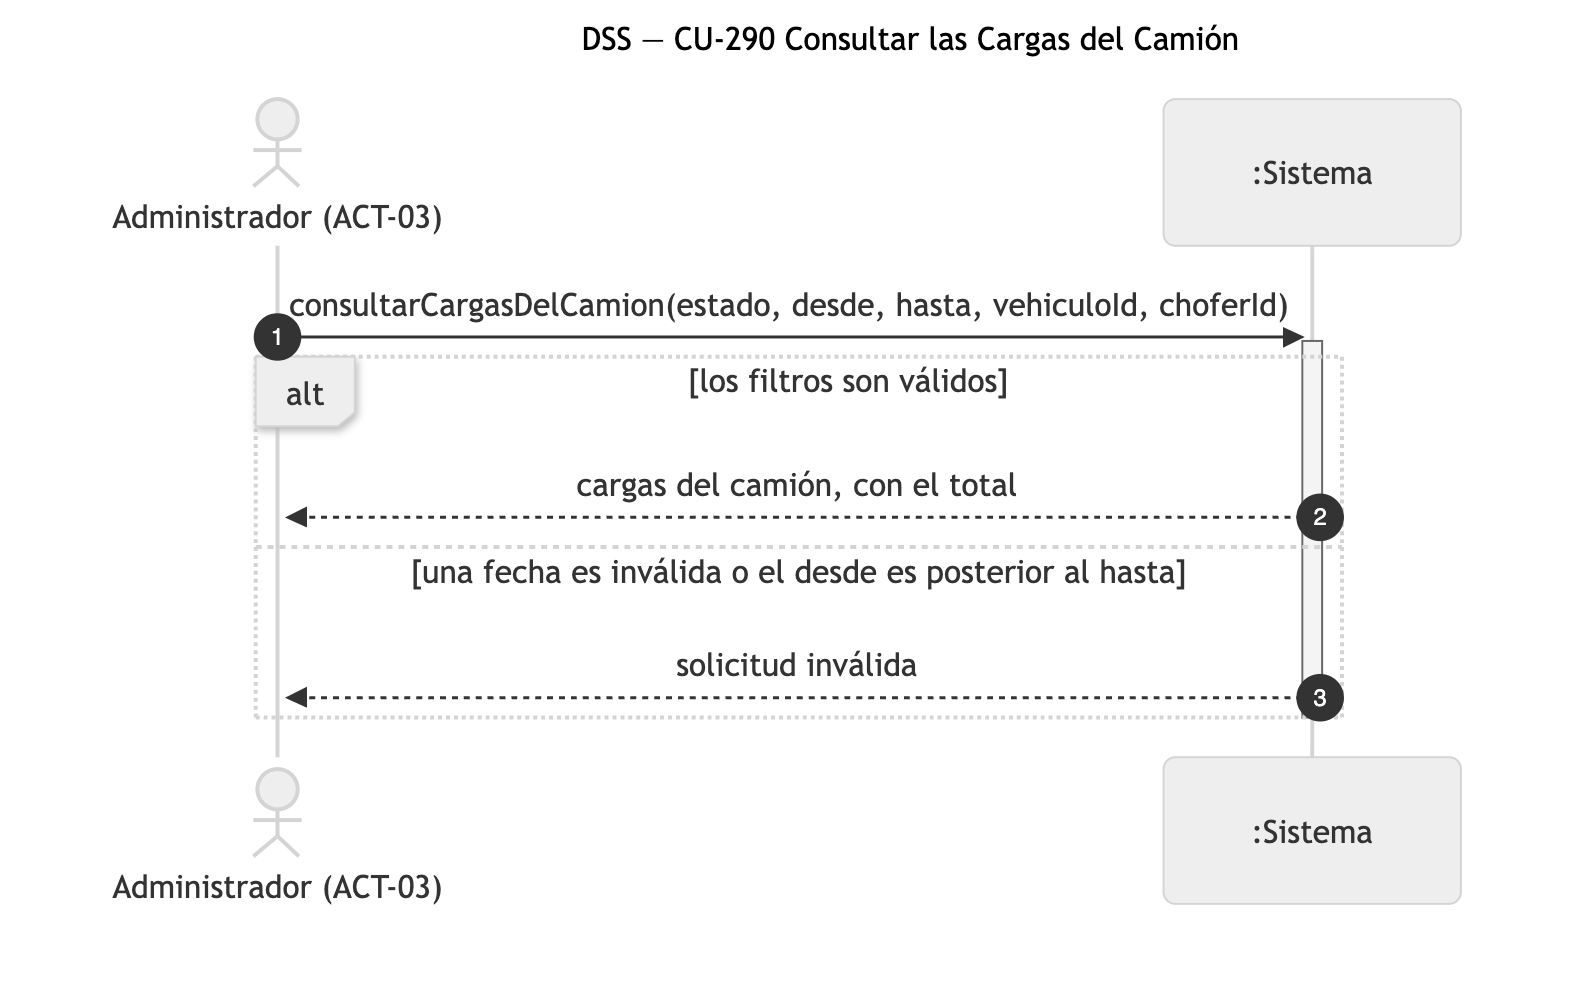 DSS — CU-290 Consultar las Cargas del Camión
Administrador (ACT-03)
:Sistema
consultarCargasDelCamion(estado, desde, hasta, vehiculoId, choferId)
1
alt
[los filtros son válidos]
cargas del camión, con el total
2
[una fecha es inválida o el desde es posterior al hasta]
solicitud inválida
3
Administrador (ACT-03)
:Sistema